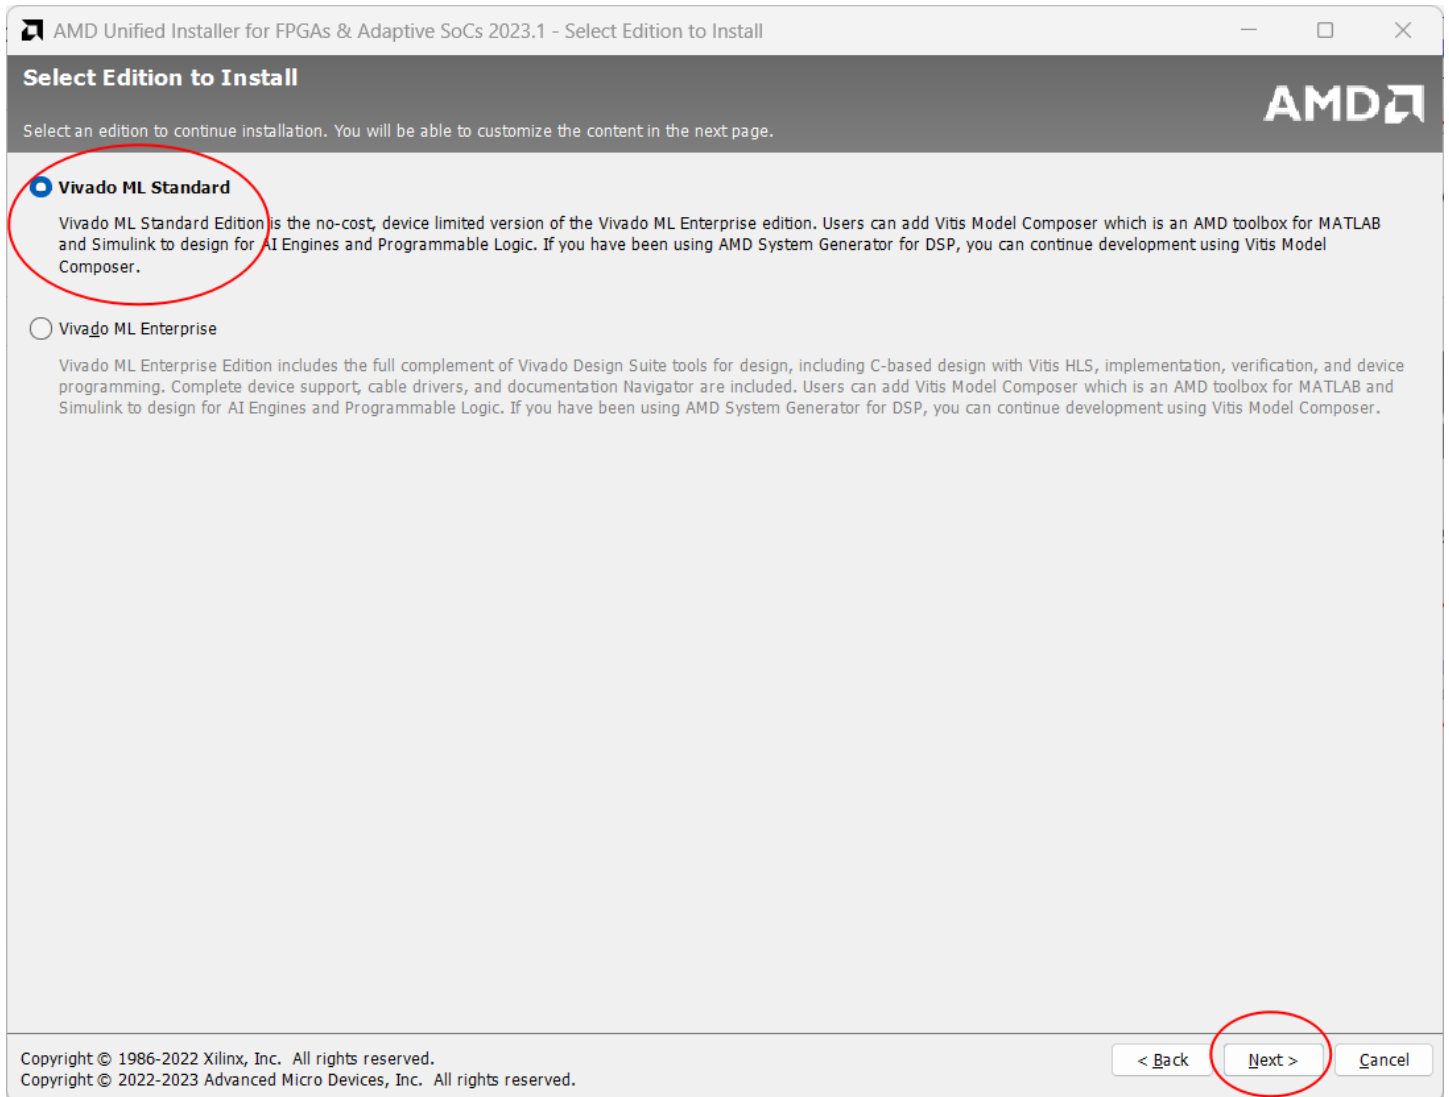 AMD Unified Installer for FPGAs & Adaptive SoCs 2023.1 - Select Edition to Install
Select Edition to Install
AMD
Select an edition to continue installation. You will be able to customize the content in the next page.
Vivado ML Standard
Vivado ML Standard Edition is the no-cost, device limited version of the Vivado ML Enterprise edition. Users can add Vitis Model Composer which is an AMD toolbox for MATLAB
and Simulink to design for AI Engines and Programmable Logic. If you have been using AMD System Generator for DSP, you can continue development using Vitis Model
Composer.
Vivado ML Enterprise
Vivado ML Enterprise Edition includes the full complement of Vivado Design Suite tools for design, including C-based design with Vitis HLS, implementation, verification, and device
programming. Complete device support, cable drivers, and documentation Navigator are included. Users can add Vitis Model Composer which is an AMD toolbox for MATLAB and
Simulink to design for AI Engines and Programmable Logic. If you have been using AMD System Generator for DSP, you can continue development using Vitis Model Composer.
Copyright © 1986-2022 Xilinx, Inc. All rights reserved.
Copyright © 2022-2023 Advanced Micro Devices, Inc. All rights reserved.
< Back
Next >
Cancel